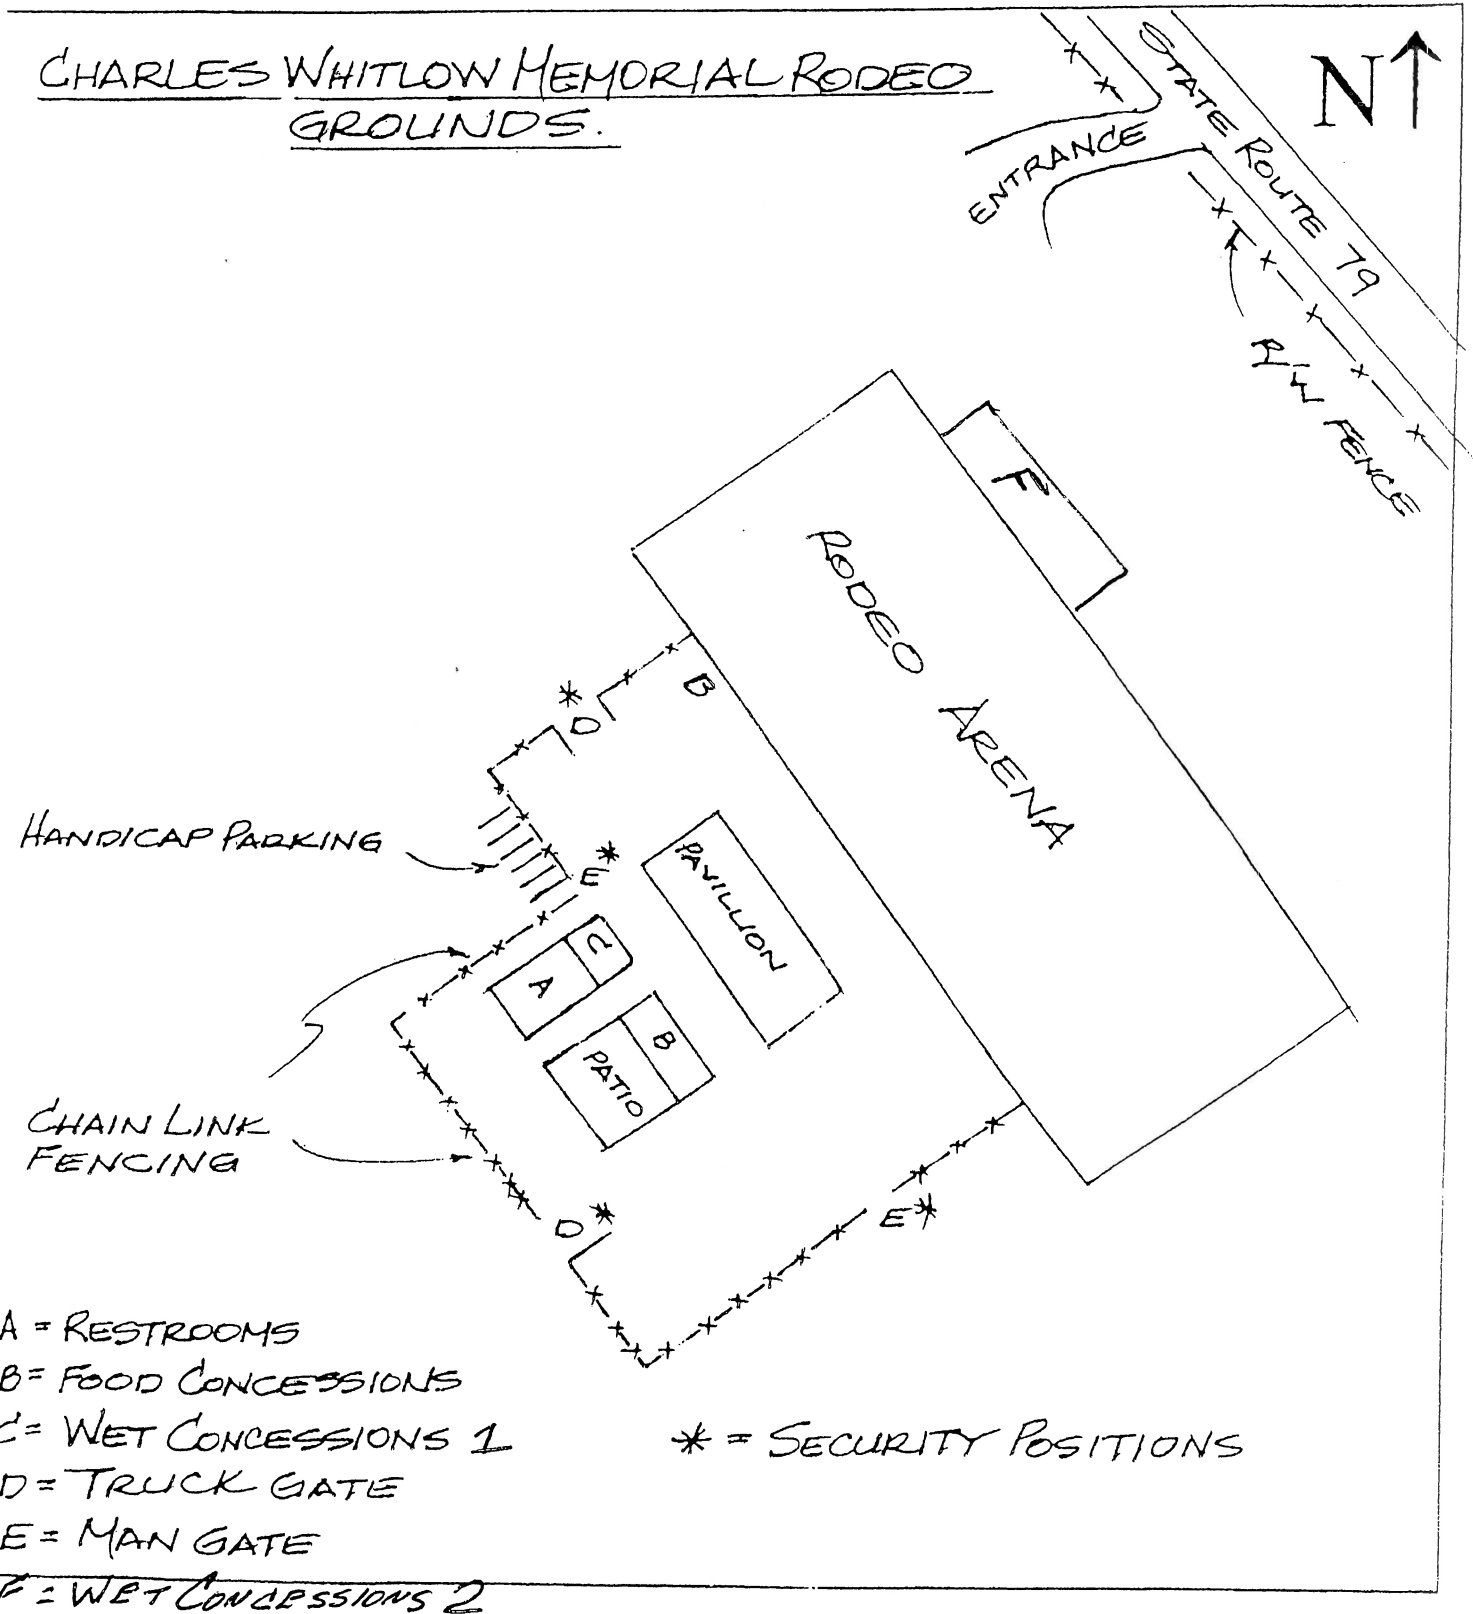 CHARLES WHITLOW MEMORIAL RODEO
GROUNDS.
N
STATE ROUTE 79
ENTRANCE
R/W FENCE
F
RODEO ARENA
B
* D
HANDICAP PARKING
E *
PAVILLION
C
A
B
PATIO
CHAIN LINK
FENCING
D *
E *
A = RESTROOMS
B = FOOD CONCESSIONS
C = WET CONCESSIONS 1
* = SECURITY POSITIONS
D = TRUCK GATE
E = MAN GATE
F = WET CONCESSIONS 2